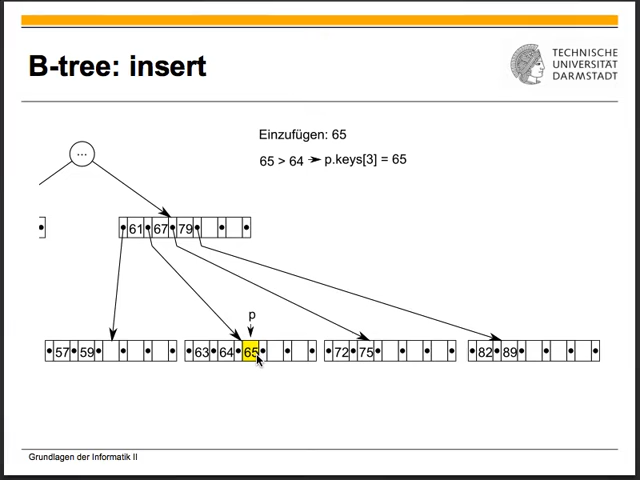 B-tree: insert
TECHNISCHE
UNIVERSITÄT
DARMSTADT
Einzufügen: 65
65 > 64 → p.keys[3] = 65
...
61 67 79
p
57 59
63 64 65
72 75
82 89
Grundlagen der Informatik II